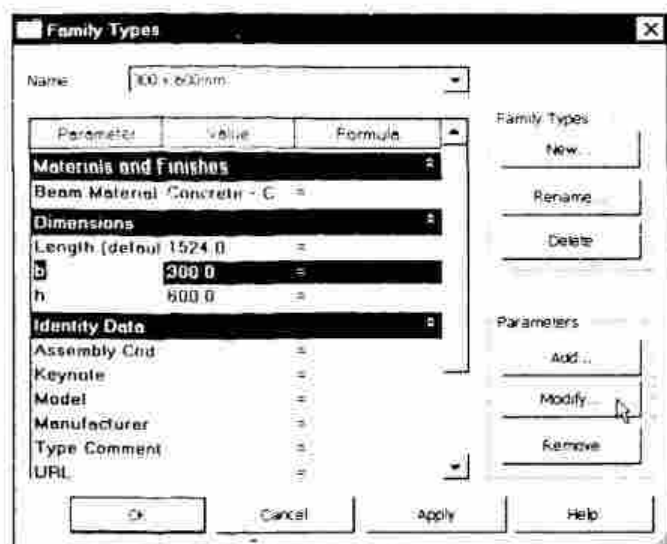 Family Types
Name: 300 x 600mm
Parameter Value Formula
Materials and Finishes
Beam Material Concrete - C =
Dimensions
Length (defaul 1524.0 =
b 300.0 =
h 600.0 =
Identity Data
Assembly Cod =
Keynote =
Model =
Manufacturer =
Type Comment =
URL =
Family Types
New...
Rename...
Delete
Parameters
Add...
Modify...
Remove
OK Cancel Apply Help